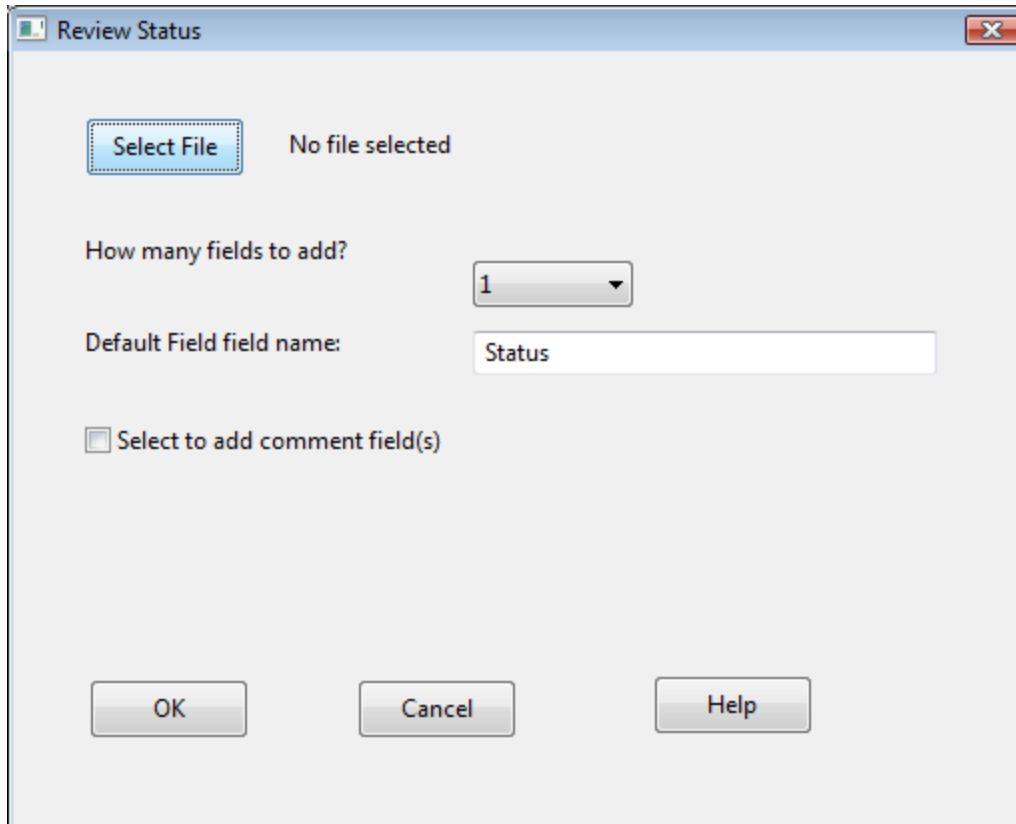 Review Status
Select File
No file selected
How many fields to add?
1
Default Field field name:
Status
Select to add comment field(s)
OK
Cancel
Help